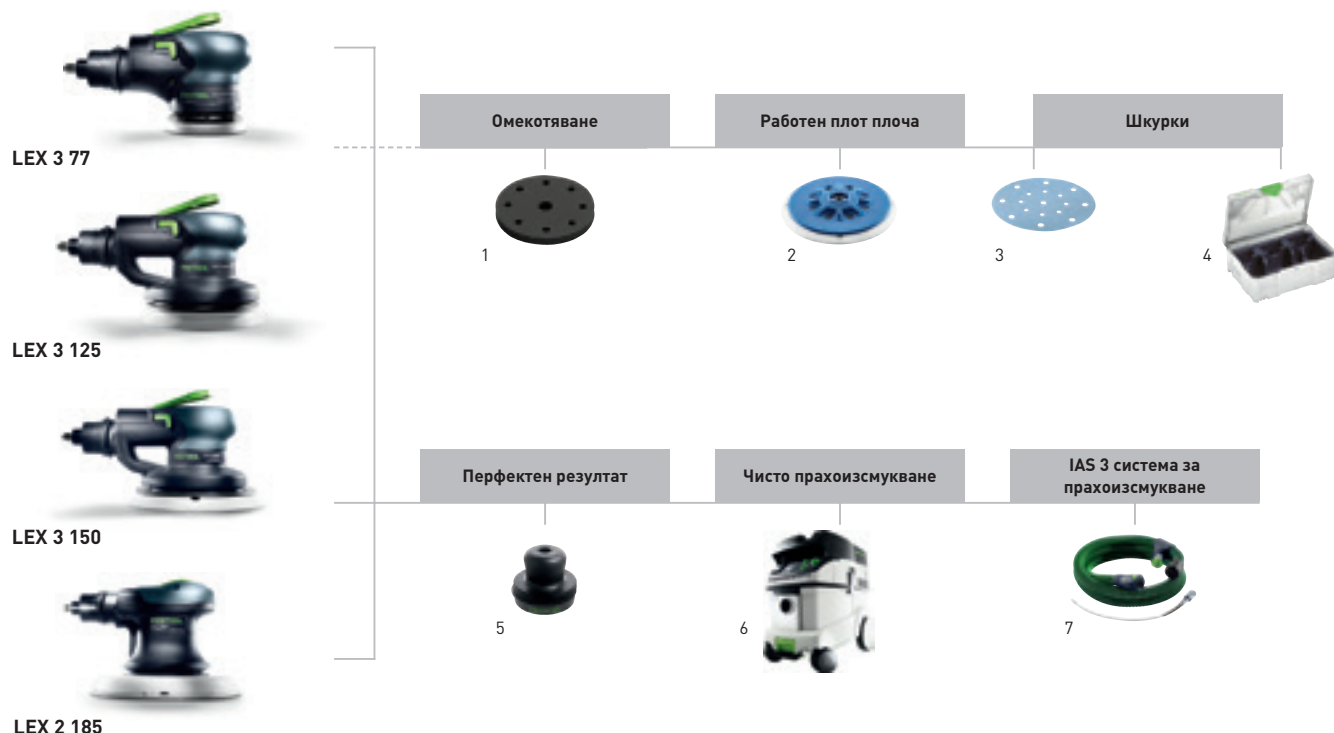 LEX 3 77
LEX 3 125
LEX 3 150
LEX 2 185
Омекотяване
Работен плот плоча
Шкурки
1
2
3
4
Перфектен резултат
Чисто прахоизсмукване
IAS 3 система за
прахоизсмукване
5
6
7